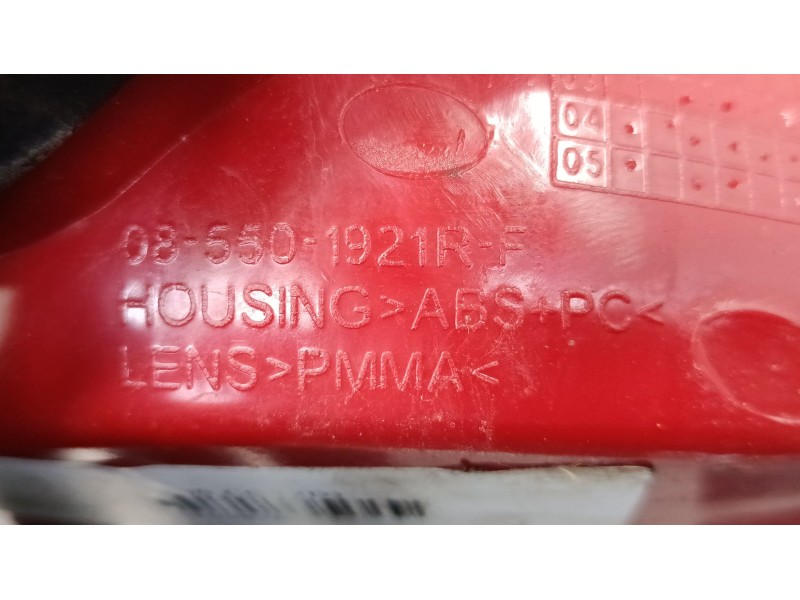 04
05
08-550-1921R-F
HOUSING>ABS+PC<
LENS>PMMA<